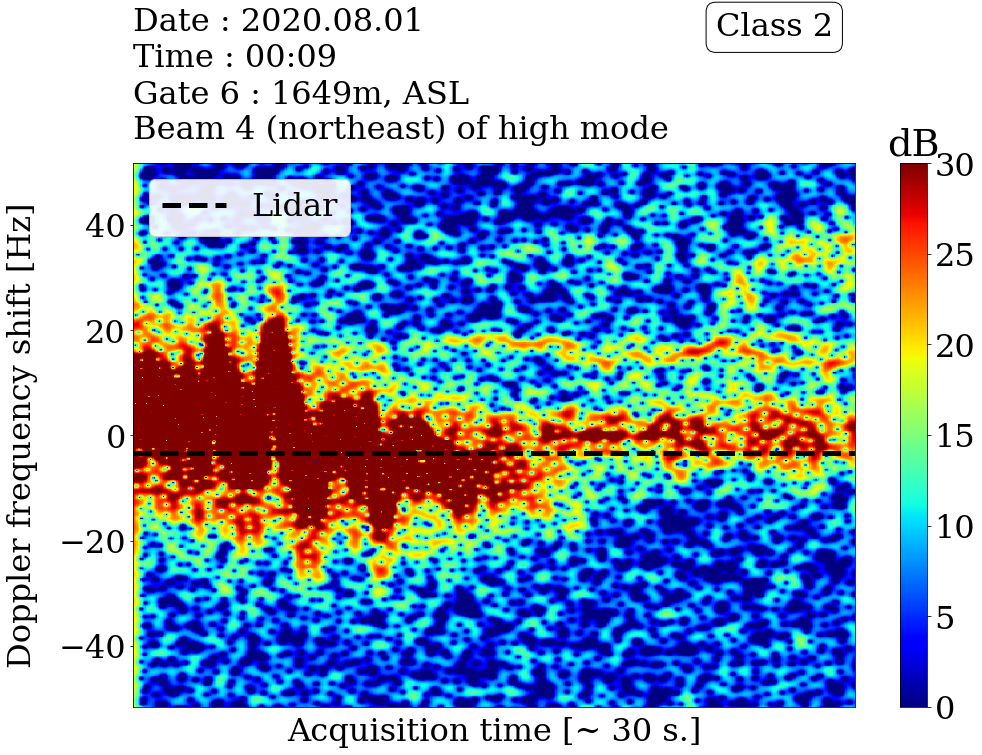 Date : 2020.08.01
Time : 00:09
Gate 6 : 1649m, ASL
Beam 4 (northeast) of high mode
Class 2
dB
Lidar
Doppler frequency shift [Hz]
40
20
0
−20
−40
30
25
20
15
10
5
0
Acquisition time [~ 30 s.]